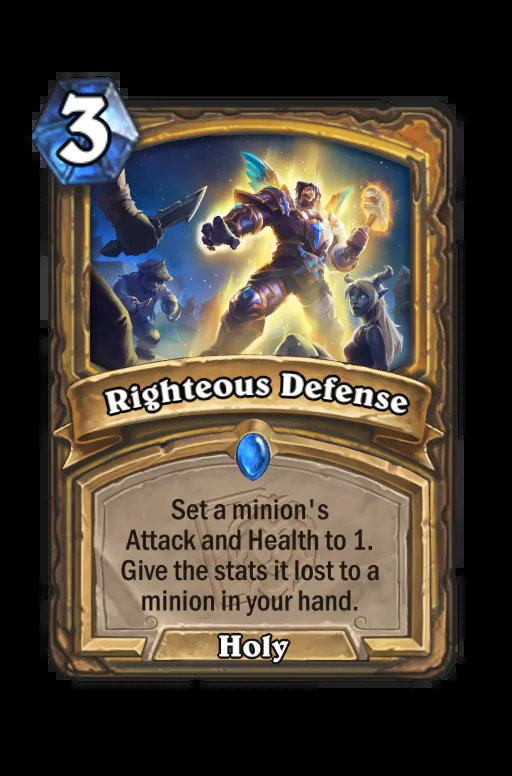 3
Righteous Defense
Set a minion's
Attack and Health to 1.
Give the stats it lost to a
minion in your hand.
Holy